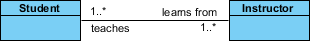 Student 1..* learns from Instructor
teaches 1..*